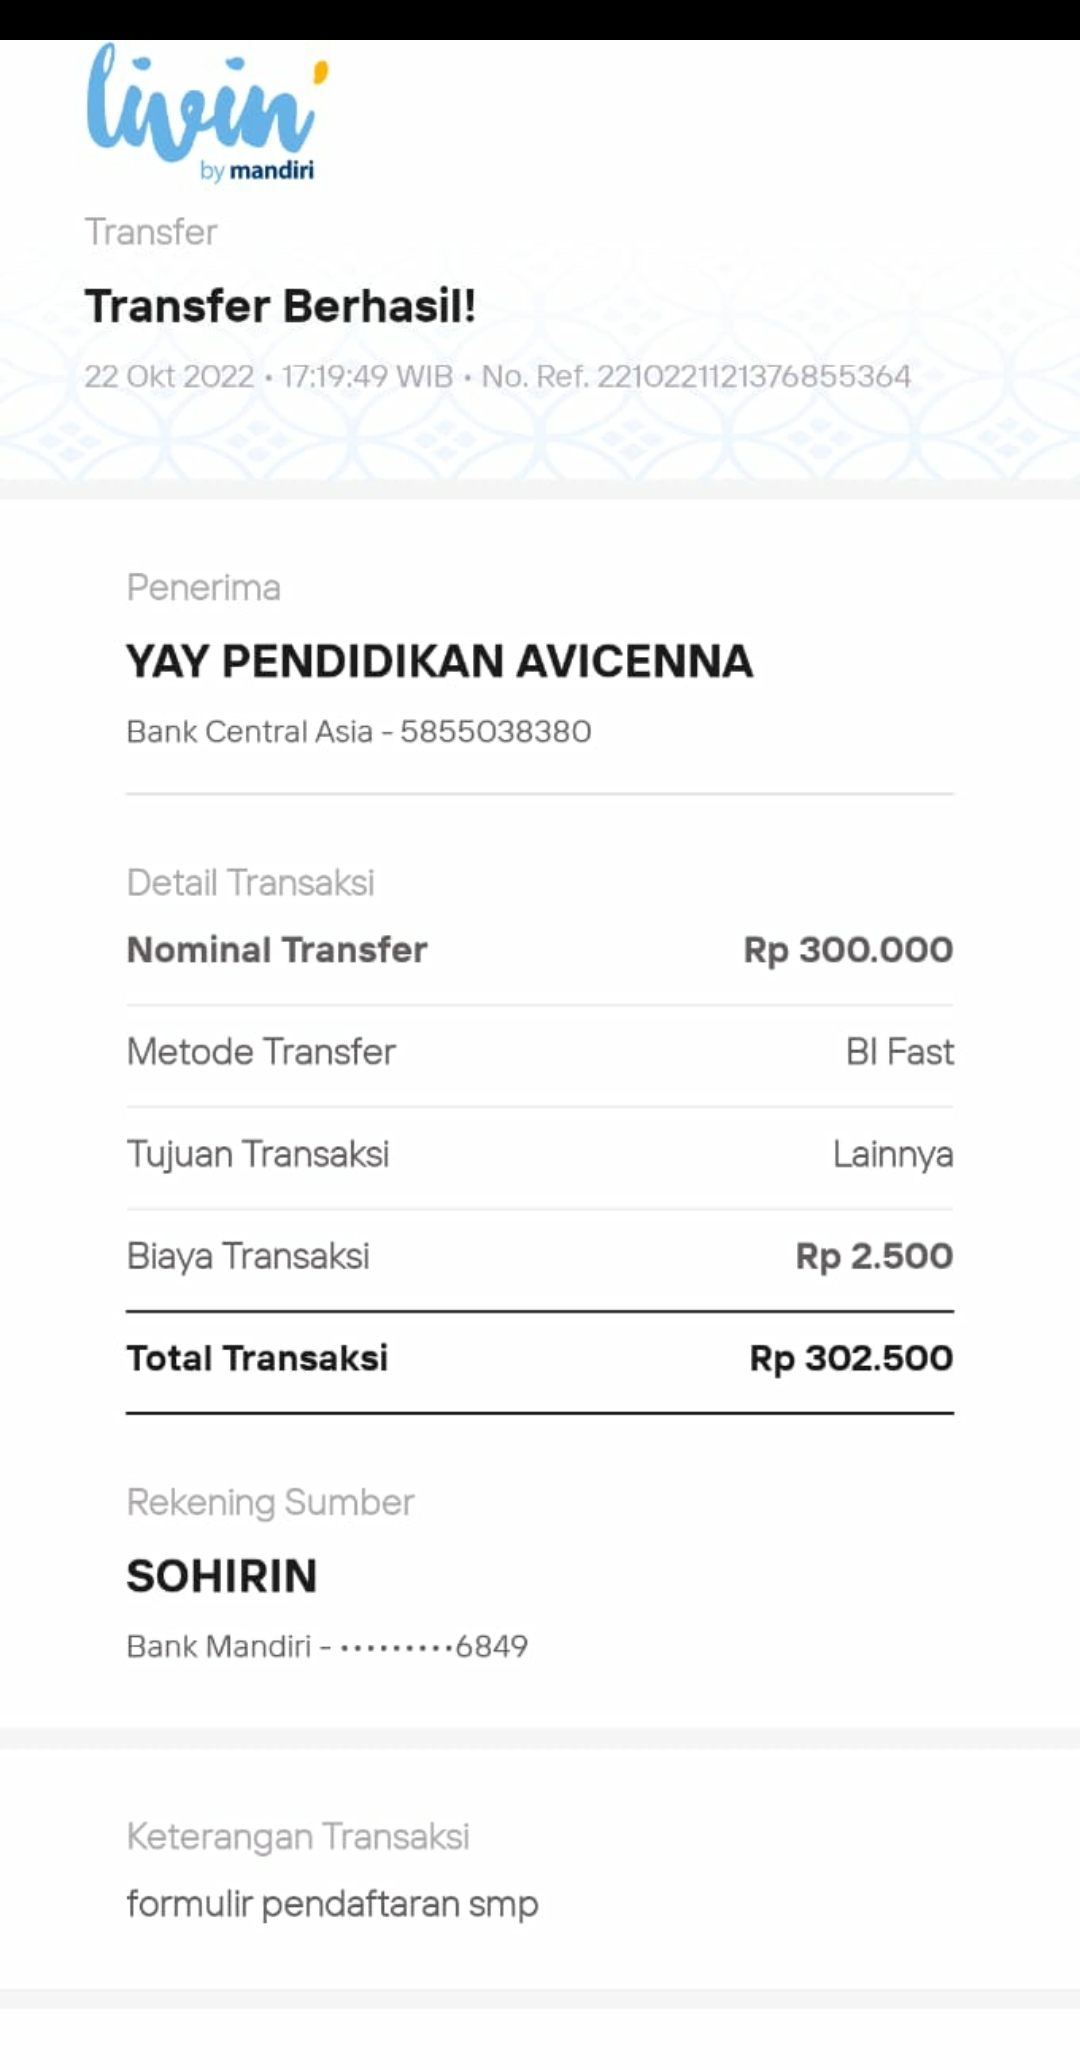 livin'
by mandiri
Transfer
Transfer Berhasil!
22 Okt 2022 • 17:19:49 WIB • No. Ref. 2210221121376855364
Penerima
YAY PENDIDIKAN AVICENNA
Bank Central Asia - 5855038380
Detail Transaksi
Nominal Transfer Rp 300.000
Metode Transfer BI Fast
Tujuan Transaksi Lainnya
Biaya Transaksi Rp 2.500
Total Transaksi Rp 302.500
Rekening Sumber
SOHIRIN
Bank Mandiri - •••••••••6849
Keterangan Transaksi
formulir pendaftaran smp